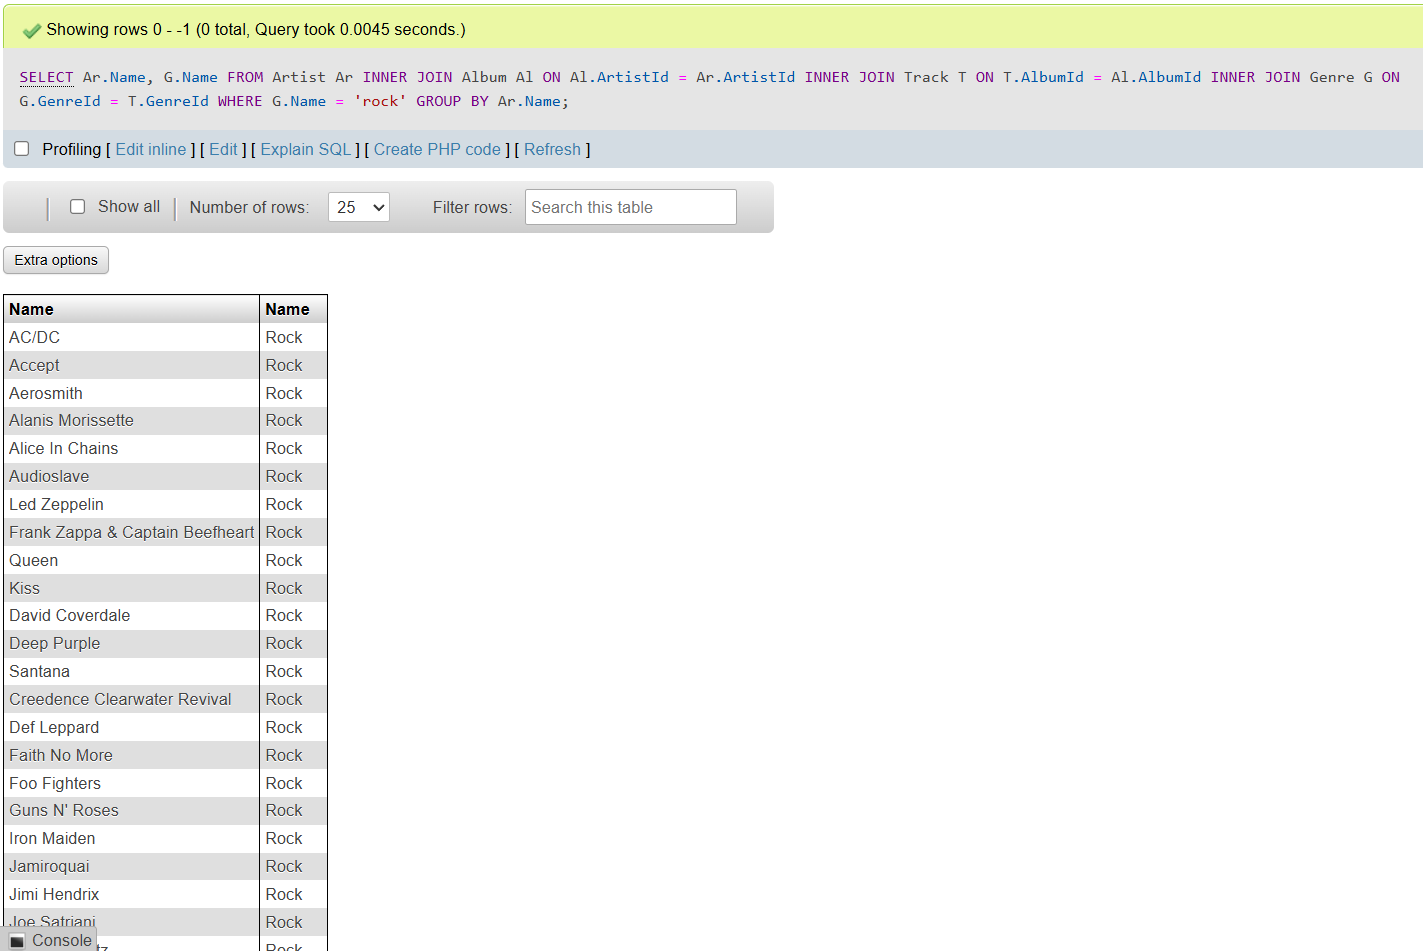 Showing rows 0 - -1 (0 total, Query took 0.0045 seconds.)
SELECT Ar.Name, G.Name FROM Artist Ar INNER JOIN Album Al ON Al.ArtistId = Ar.ArtistId INNER JOIN Track T ON T.AlbumId = Al.AlbumId INNER JOIN Genre G ON
G.GenreId = T.GenreId WHERE G.Name = 'rock' GROUP BY Ar.Name;
Profiling [ Edit inline ] [ Edit ] [ Explain SQL ] [ Create PHP code ] [ Refresh ]
Show all Number of rows: 25 Filter rows: Search this table
Extra options
Name Name
AC/DC Rock
Accept Rock
Aerosmith Rock
Alanis Morissette Rock
Alice In Chains Rock
Audioslave Rock
Led Zeppelin Rock
Frank Zappa & Captain Beefheart Rock
Queen Rock
Kiss Rock
David Coverdale Rock
Deep Purple Rock
Santana Rock
Creedence Clearwater Revival Rock
Def Leppard Rock
Faith No More Rock
Foo Fighters Rock
Guns N' Roses Rock
Iron Maiden Rock
Jamiroquai Rock
Jimi Hendrix Rock
Joe Satriani Rock
Console tz Rock